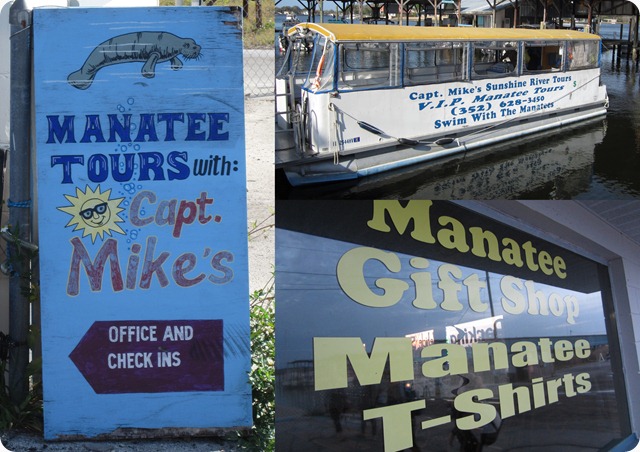 MANATEE
TOURS with:
Capt.
Mike's
OFFICE AND
CHECK INS
Capt. Mike's Sunshine River Tours
V.I.P. Manatee Tours
(352) 628-3450
Swim With The Manatees
Manatee
Gift Shop
Manatee
T-Shirts